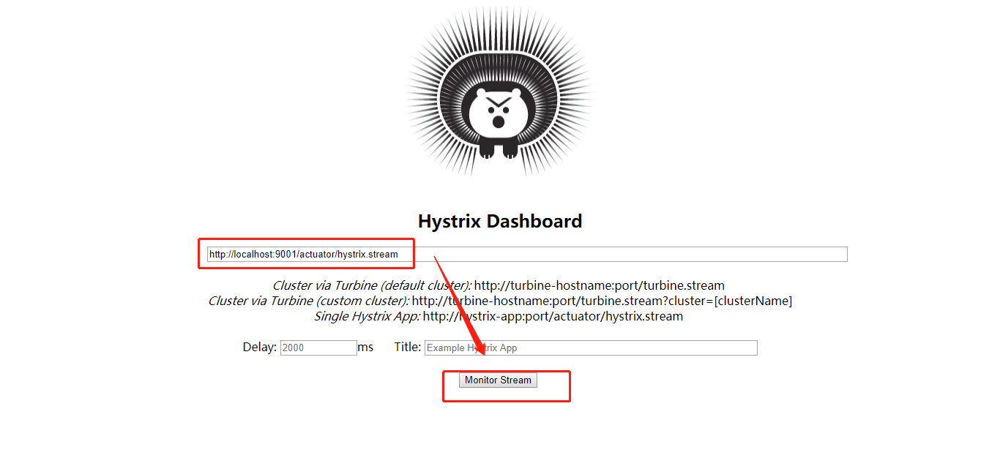 Hystrix Dashboard
http://localhost:9001/actuator/hystrix.stream
Cluster via Turbine (default cluster): http://turbine-hostname:port/turbine.stream
Cluster via Turbine (custom cluster): http://turbine-hostname:port/turbine.stream?cluster=[clusterName]
Single Hystrix App: http://hystrix-app:port/actuator/hystrix.stream
Delay: 2000 ms Title: Example Hystrix App
Monitor Stream